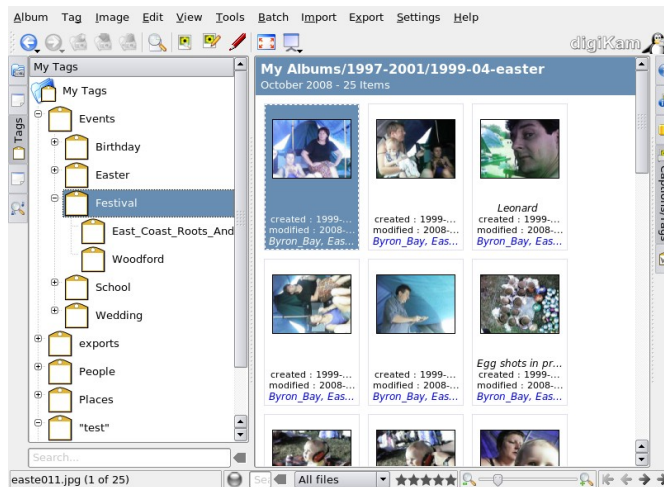 Album Tag Image Edit View Tools Batch Import Export Settings Help
digiKam
My Tags
My Albums/1997-2001/1999-04-easter
October 2008 - 25 Items
My Tags
Events
Birthday
Easter
Festival
East_Coast_Roots_And
Woodford
School
Wedding
exports
People
Places
"test"
Tags
created : 1999-...
modified : 2008-...
Byron_Bay, Eas...
created : 1999-...
modified : 2008-...
Byron_Bay, Eas...
Leonard
created : 1999-...
modified : 2008-...
Byron_Bay, Eas...
created : 1999-...
modified : 2008-...
Byron_Bay, Eas...
created : 1999-...
modified : 2008-...
Byron_Bay, Eas...
Egg shots in pr...
created : 1999-...
modified : 2008-...
Byron_Bay, Eas...
Captions/Tags
Search...
easte011.jpg (1 of 25)
All files